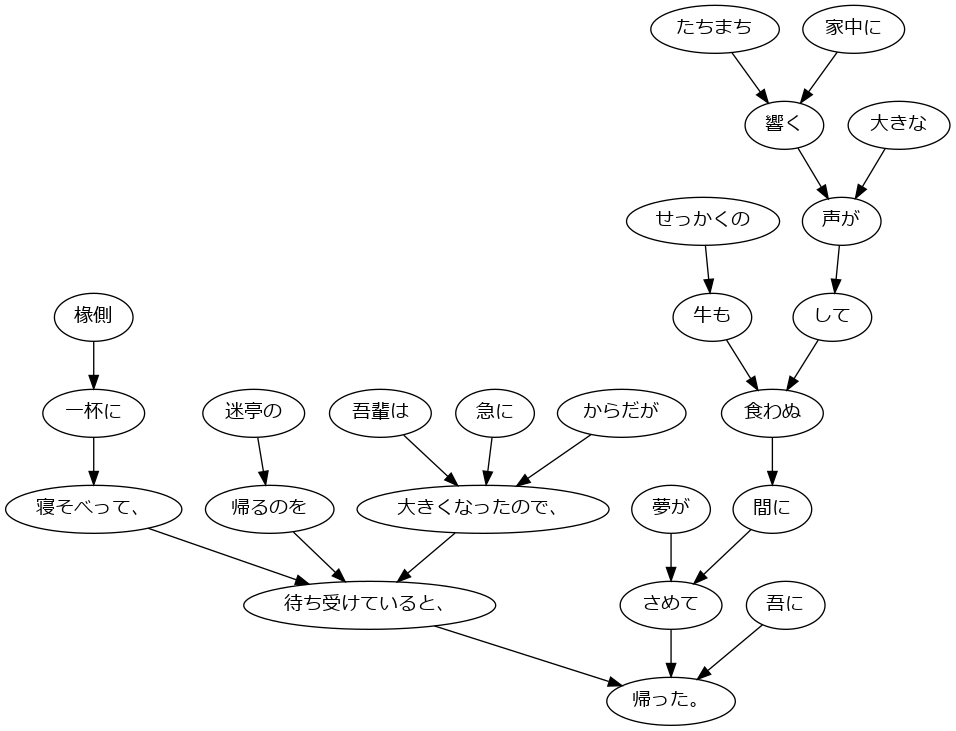 たちまち
家中に
響く
大きな
せっかくの
声が
椽側
牛も
して
一杯に
迷亭の
吾輩は
急に
からだが
食わぬ
寝そべって、
帰るのを
大きくなったので、
夢が
間に
待ち受けていると、
さめて
吾に
帰った。